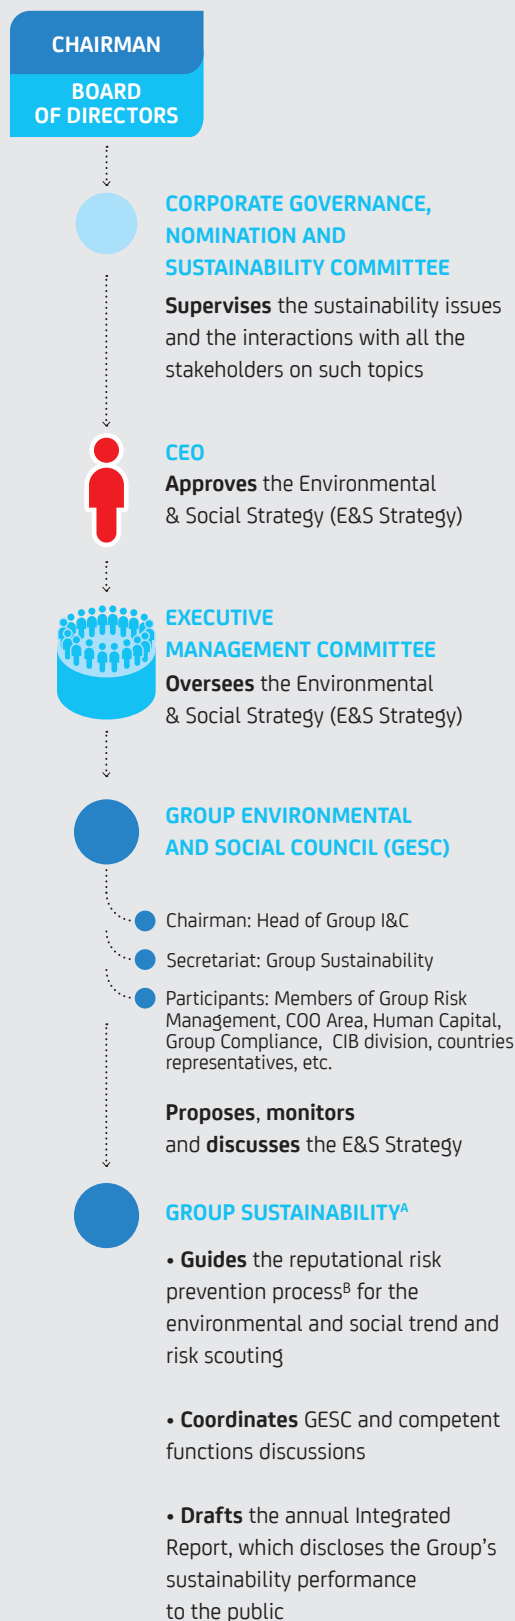 CHAIRMAN
BOARD
OF DIRECTORS
CORPORATE GOVERNANCE,
NOMINATION AND
SUSTAINABILITY COMMITTEE
Supervises the sustainability issues
and the interactions with all the
stakeholders on such topics
CEO
Approves the Environmental
& Social Strategy (E&S Strategy)
EXECUTIVE
MANAGEMENT COMMITTEE
Oversees the Environmental
& Social Strategy (E&S Strategy)
GROUP ENVIRONMENTAL
AND SOCIAL COUNCIL (GESC)
Chairman: Head of Group I&C
Secretariat: Group Sustainability
Participants: Members of Group Risk
Management, COO Area, Human Capital,
Group Compliance, CIB division, countries
representatives, etc.
Proposes, monitors
and discusses the E&S Strategy
GROUP SUSTAINABILITYᴬ
• Guides the reputational risk
prevention processᴮ for the
environmental and social trend and
risk scouting
• Coordinates GESC and competent
functions discussions
• Drafts the annual Integrated
Report, which discloses the Group's
sustainability performance
to the public